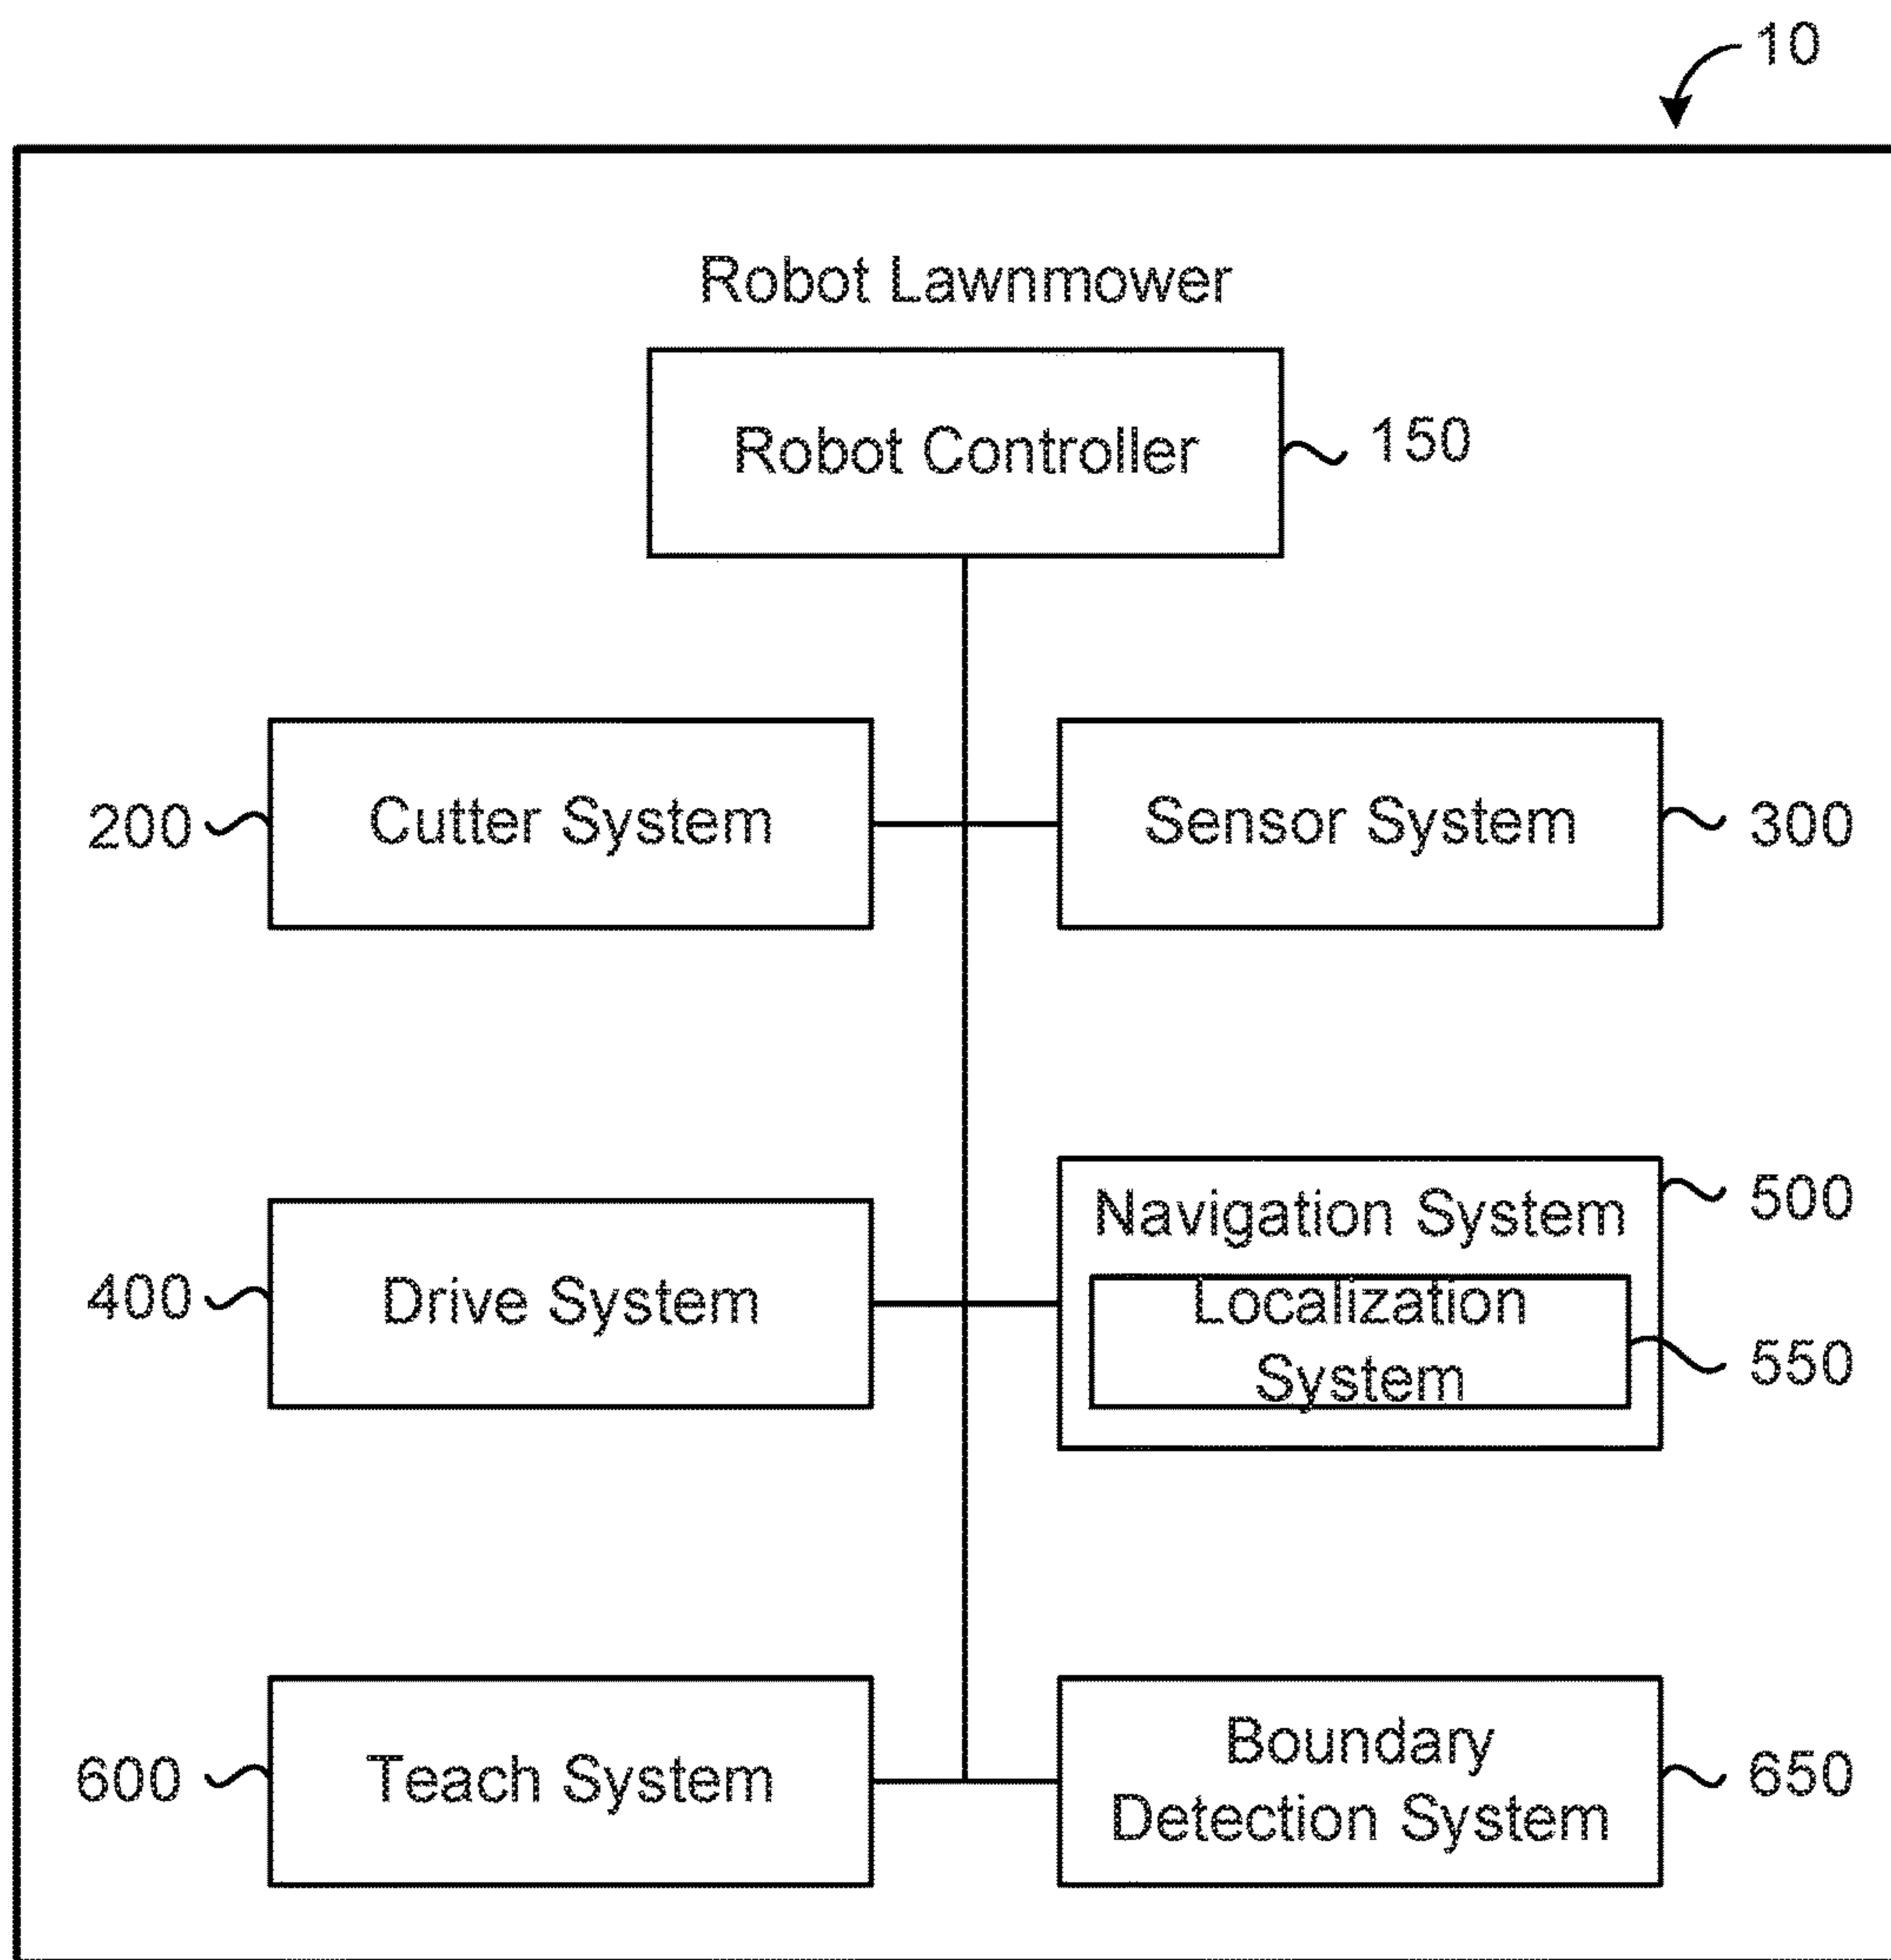 10
Robot Lawnmower
Robot Controller
150
200
Cutter System
Sensor System
300
Navigation System
500
400
Drive System
Localization
System
550
600
Teach System
Boundary
Detection System
650